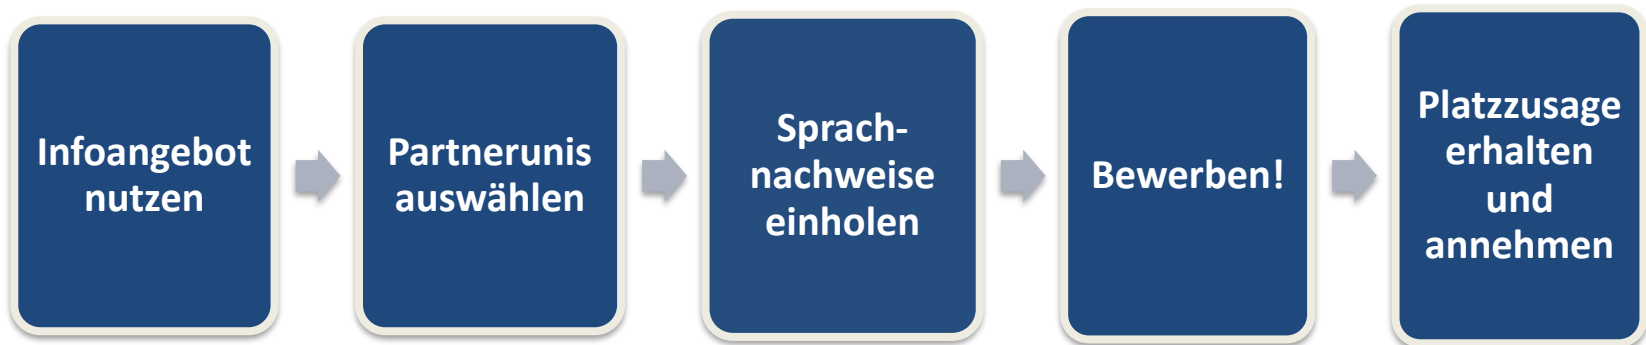 Infoangebot
nutzen
Partnerunis
auswählen
Sprach-
nachweise
einholen
Bewerben!
Platzzusage
erhalten
und
annehmen